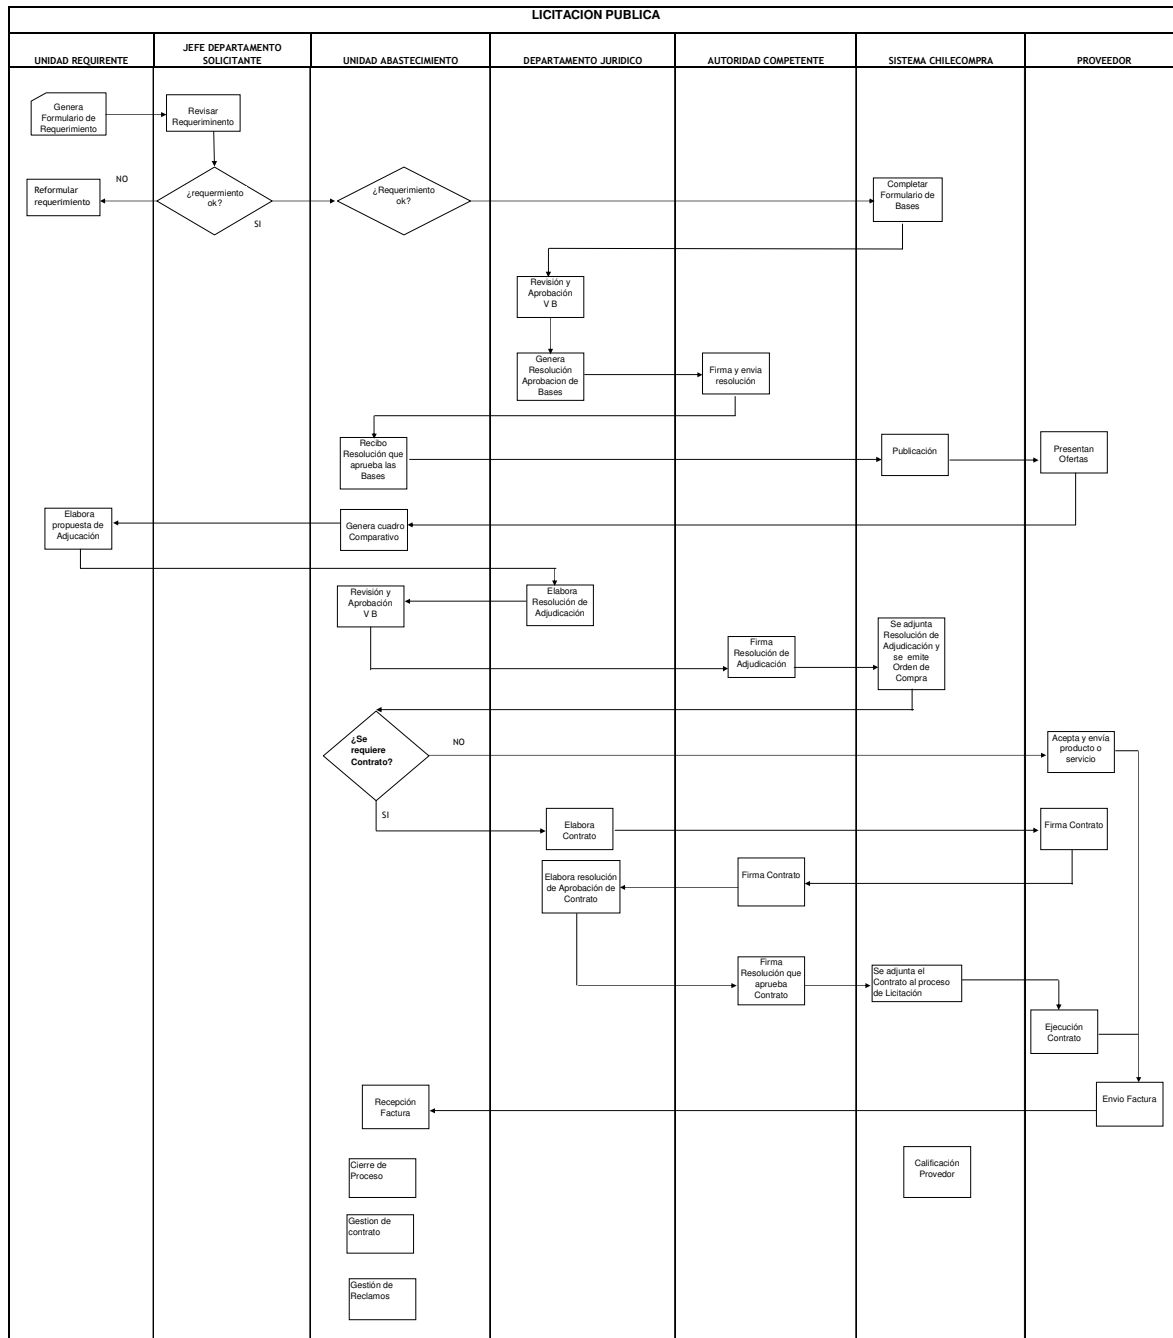 LICITACION PUBLICA
UNIDAD REQUIRENTE
JEFE DEPARTAMENTO
SOLICITANTE
UNIDAD ABASTECIMIENTO
DEPARTAMENTO JURIDICO
AUTORIDAD COMPETENTE
SISTEMA CHILECOMPRA
PROVEEDOR
Genera
Formulario de
Requerimiento
Revisar
Requeriminento
NO
Reformular
requerimiento
¿requermiento
ok?
SI
¿Requerimiento
ok?
Completar
Formulario de
Bases
Revisión y
Aprobación
V B
Genera
Resolución
Aprobacion de
Bases
Firma y envia
resolución
Recibo
Resolución que
aprueba las
Bases
Publicación
Presentan
Ofertas
Elabora
propuesta de
Adjucación
Genera cuadro
Comparativo
Revisión y
Aprobación
V B
Elabora
Resolución de
Adjudicación
Firma
Resolución de
Adjudicación
Se adjunta
Resolución de
Adjudicación y
se emite
Orden de
Compra
¿Se
requiere
Contrato?
NO
Acepta y envía
producto o
servicio
SI
Elabora
Contrato
Firma Contrato
Elabora resolución
de Aprobación de
Contrato
Firma Contrato
Firma
Resolución que
aprueba
Contrato
Se adjunta el
Contrato al proceso
de Licitación
Ejecución
Contrato
Recepción
Factura
Envio Factura
Cierre de
Proceso
Calificación
Provedor
Gestion de
contrato
Gestión de
Reclamos